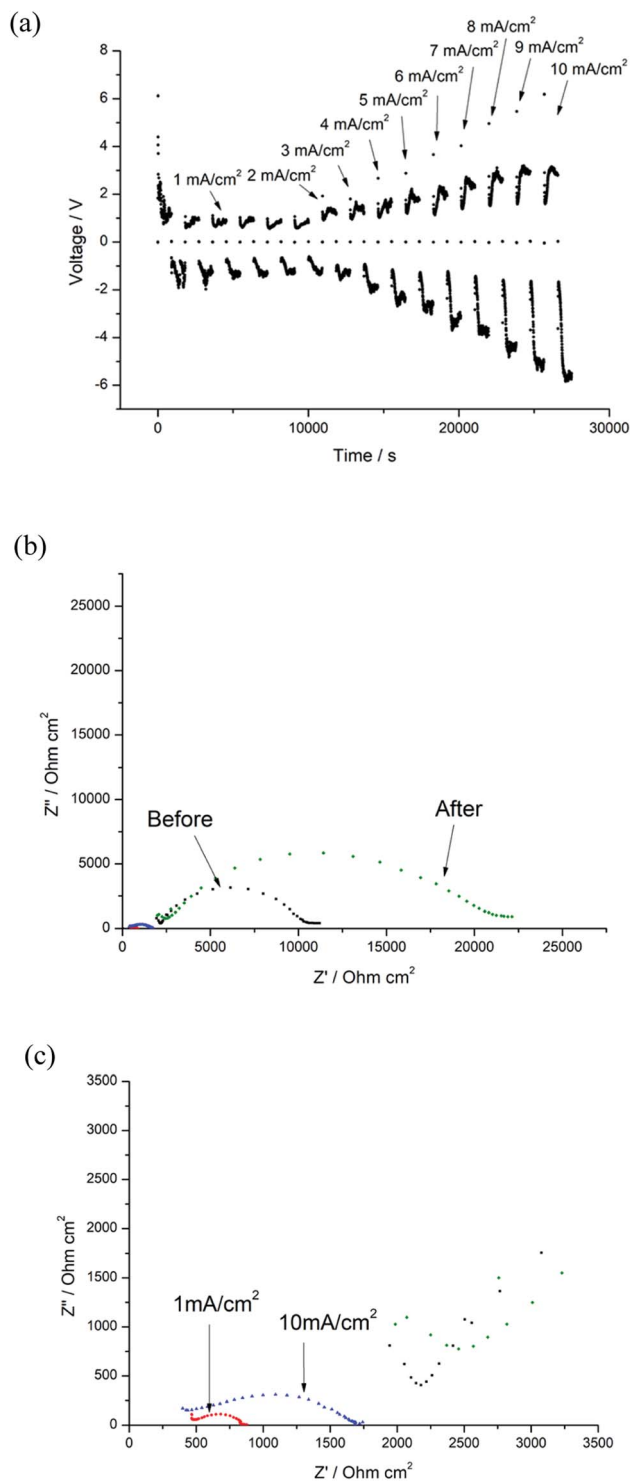 (a)
8 mA/cm²
9 mA/cm²
7 mA/cm²
10 mA/cm²
6 mA/cm²
5 mA/cm²
4 mA/cm²
3 mA/cm²
2 mA/cm²
1 mA/cm²
8
6
4
2
0
-2
-4
-6
Voltage / V
0
10000
20000
30000
Time / s
(b)
25000
20000
15000
10000
5000
0
Z'' / Ohm cm²
Before
After
0
5000
10000
15000
20000
25000
Z' / Ohm cm²
(c)
3500
3000
2500
2000
1500
1000
500
0
Z'' / Ohm cm²
1mA/cm²
10mA/cm²
0
500
1000
1500
2000
2500
3000
3500
Z' / Ohm cm²